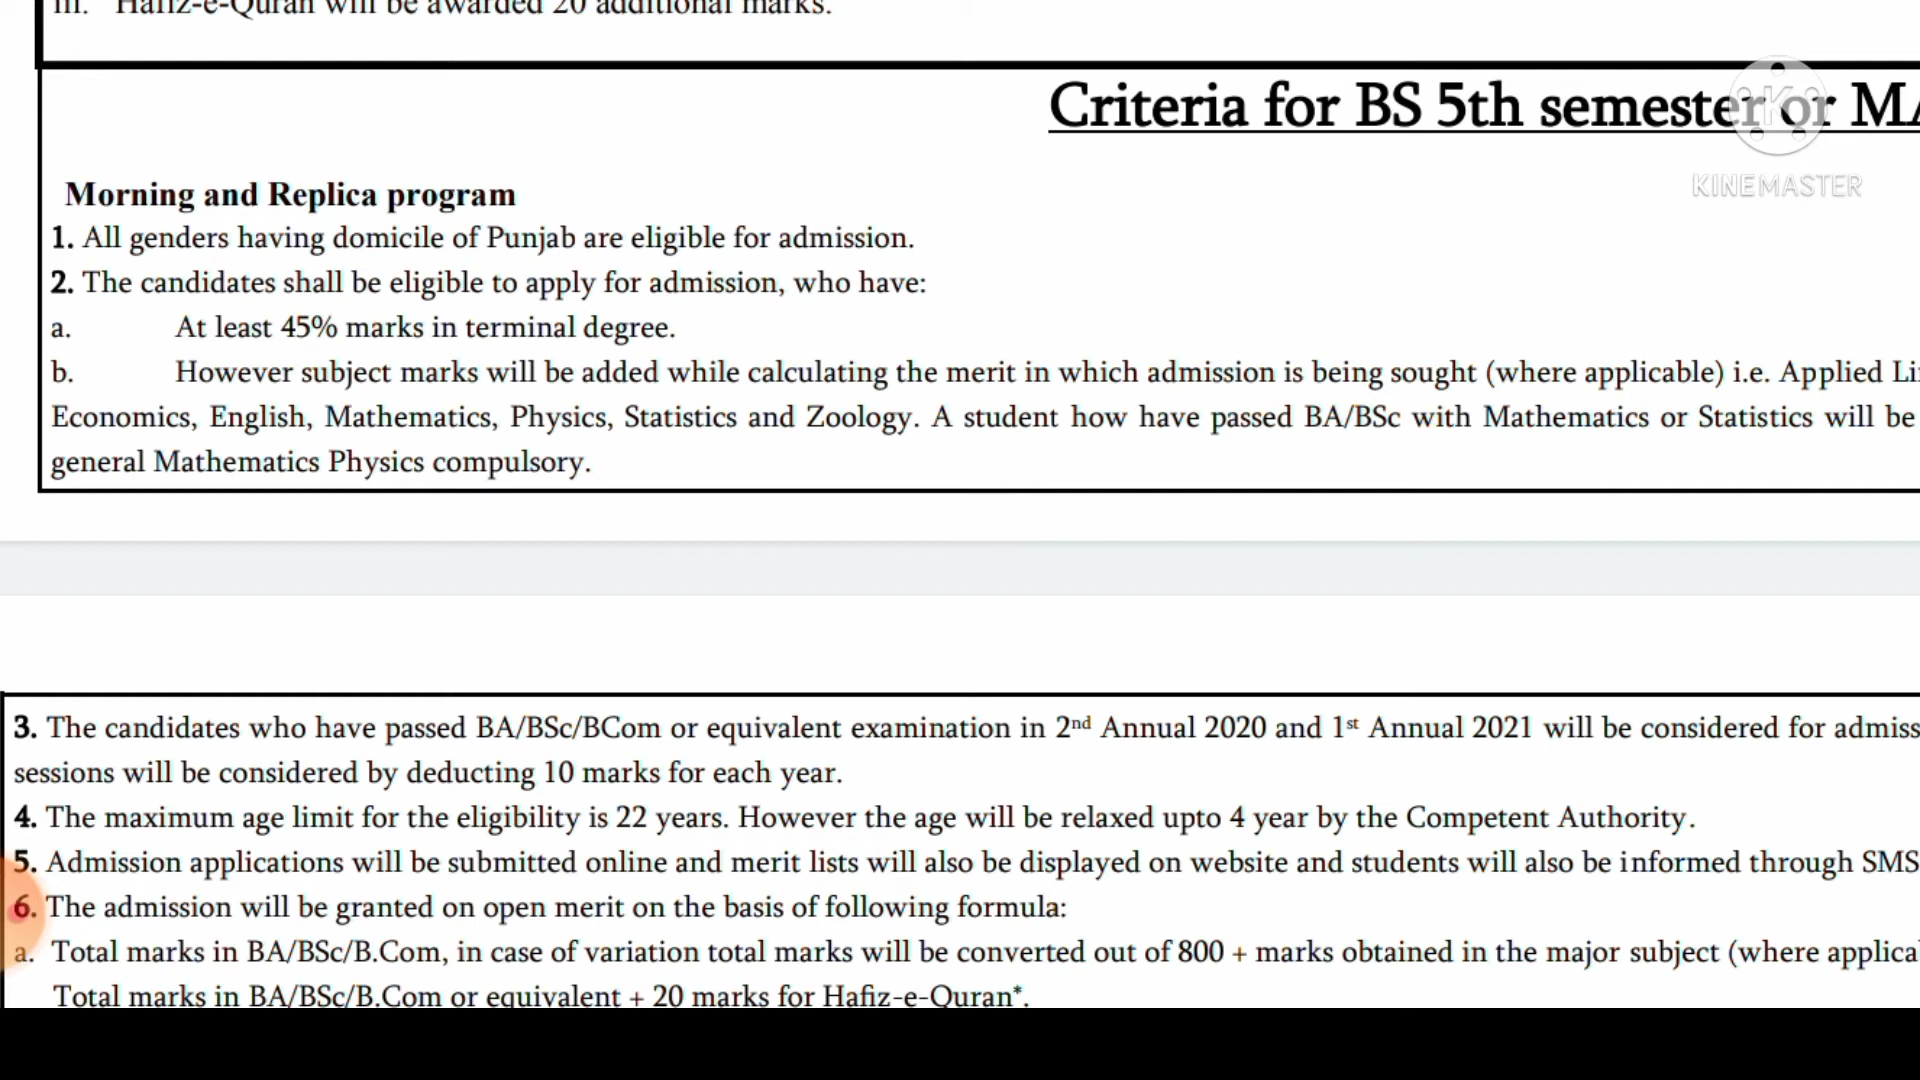 iii. Hafiz-e-Quran will be awarded 20 additional marks.
Criteria for BS 5th semester or MA
KINEMASTER
Morning and Replica program
1. All genders having domicile of Punjab are eligible for admission.
2. The candidates shall be eligible to apply for admission, who have:
a. At least 45% marks in terminal degree.
b. However subject marks will be added while calculating the merit in which admission is being sought (where applicable) i.e. Applied
Economics, English, Mathematics, Physics, Statistics and Zoology. A student how have passed BA/BSc with Mathematics or Statistics will be
general Mathematics Physics compulsory.
3. The candidates who have passed BA/BSc/BCom or equivalent examination in 2nd Annual 2020 and 1st Annual 2021 will be considered for
sessions will be considered by deducting 10 marks for each year.
4. The maximum age limit for the eligibility is 22 years. However the age will be relaxed upto 4 year by the Competent Authority.
5. Admission applications will be submitted online and merit lists will also be displayed on website and students will also be informed through SMS
6. The admission will be granted on open merit on the basis of following formula:
a. Total marks in BA/BSc/B.Com, in case of variation total marks will be converted out of 800 + marks obtained in the major subject (where
Total marks in BA/BSc/B.Com or equivalent + 20 marks for Hafiz-e-Quran*.